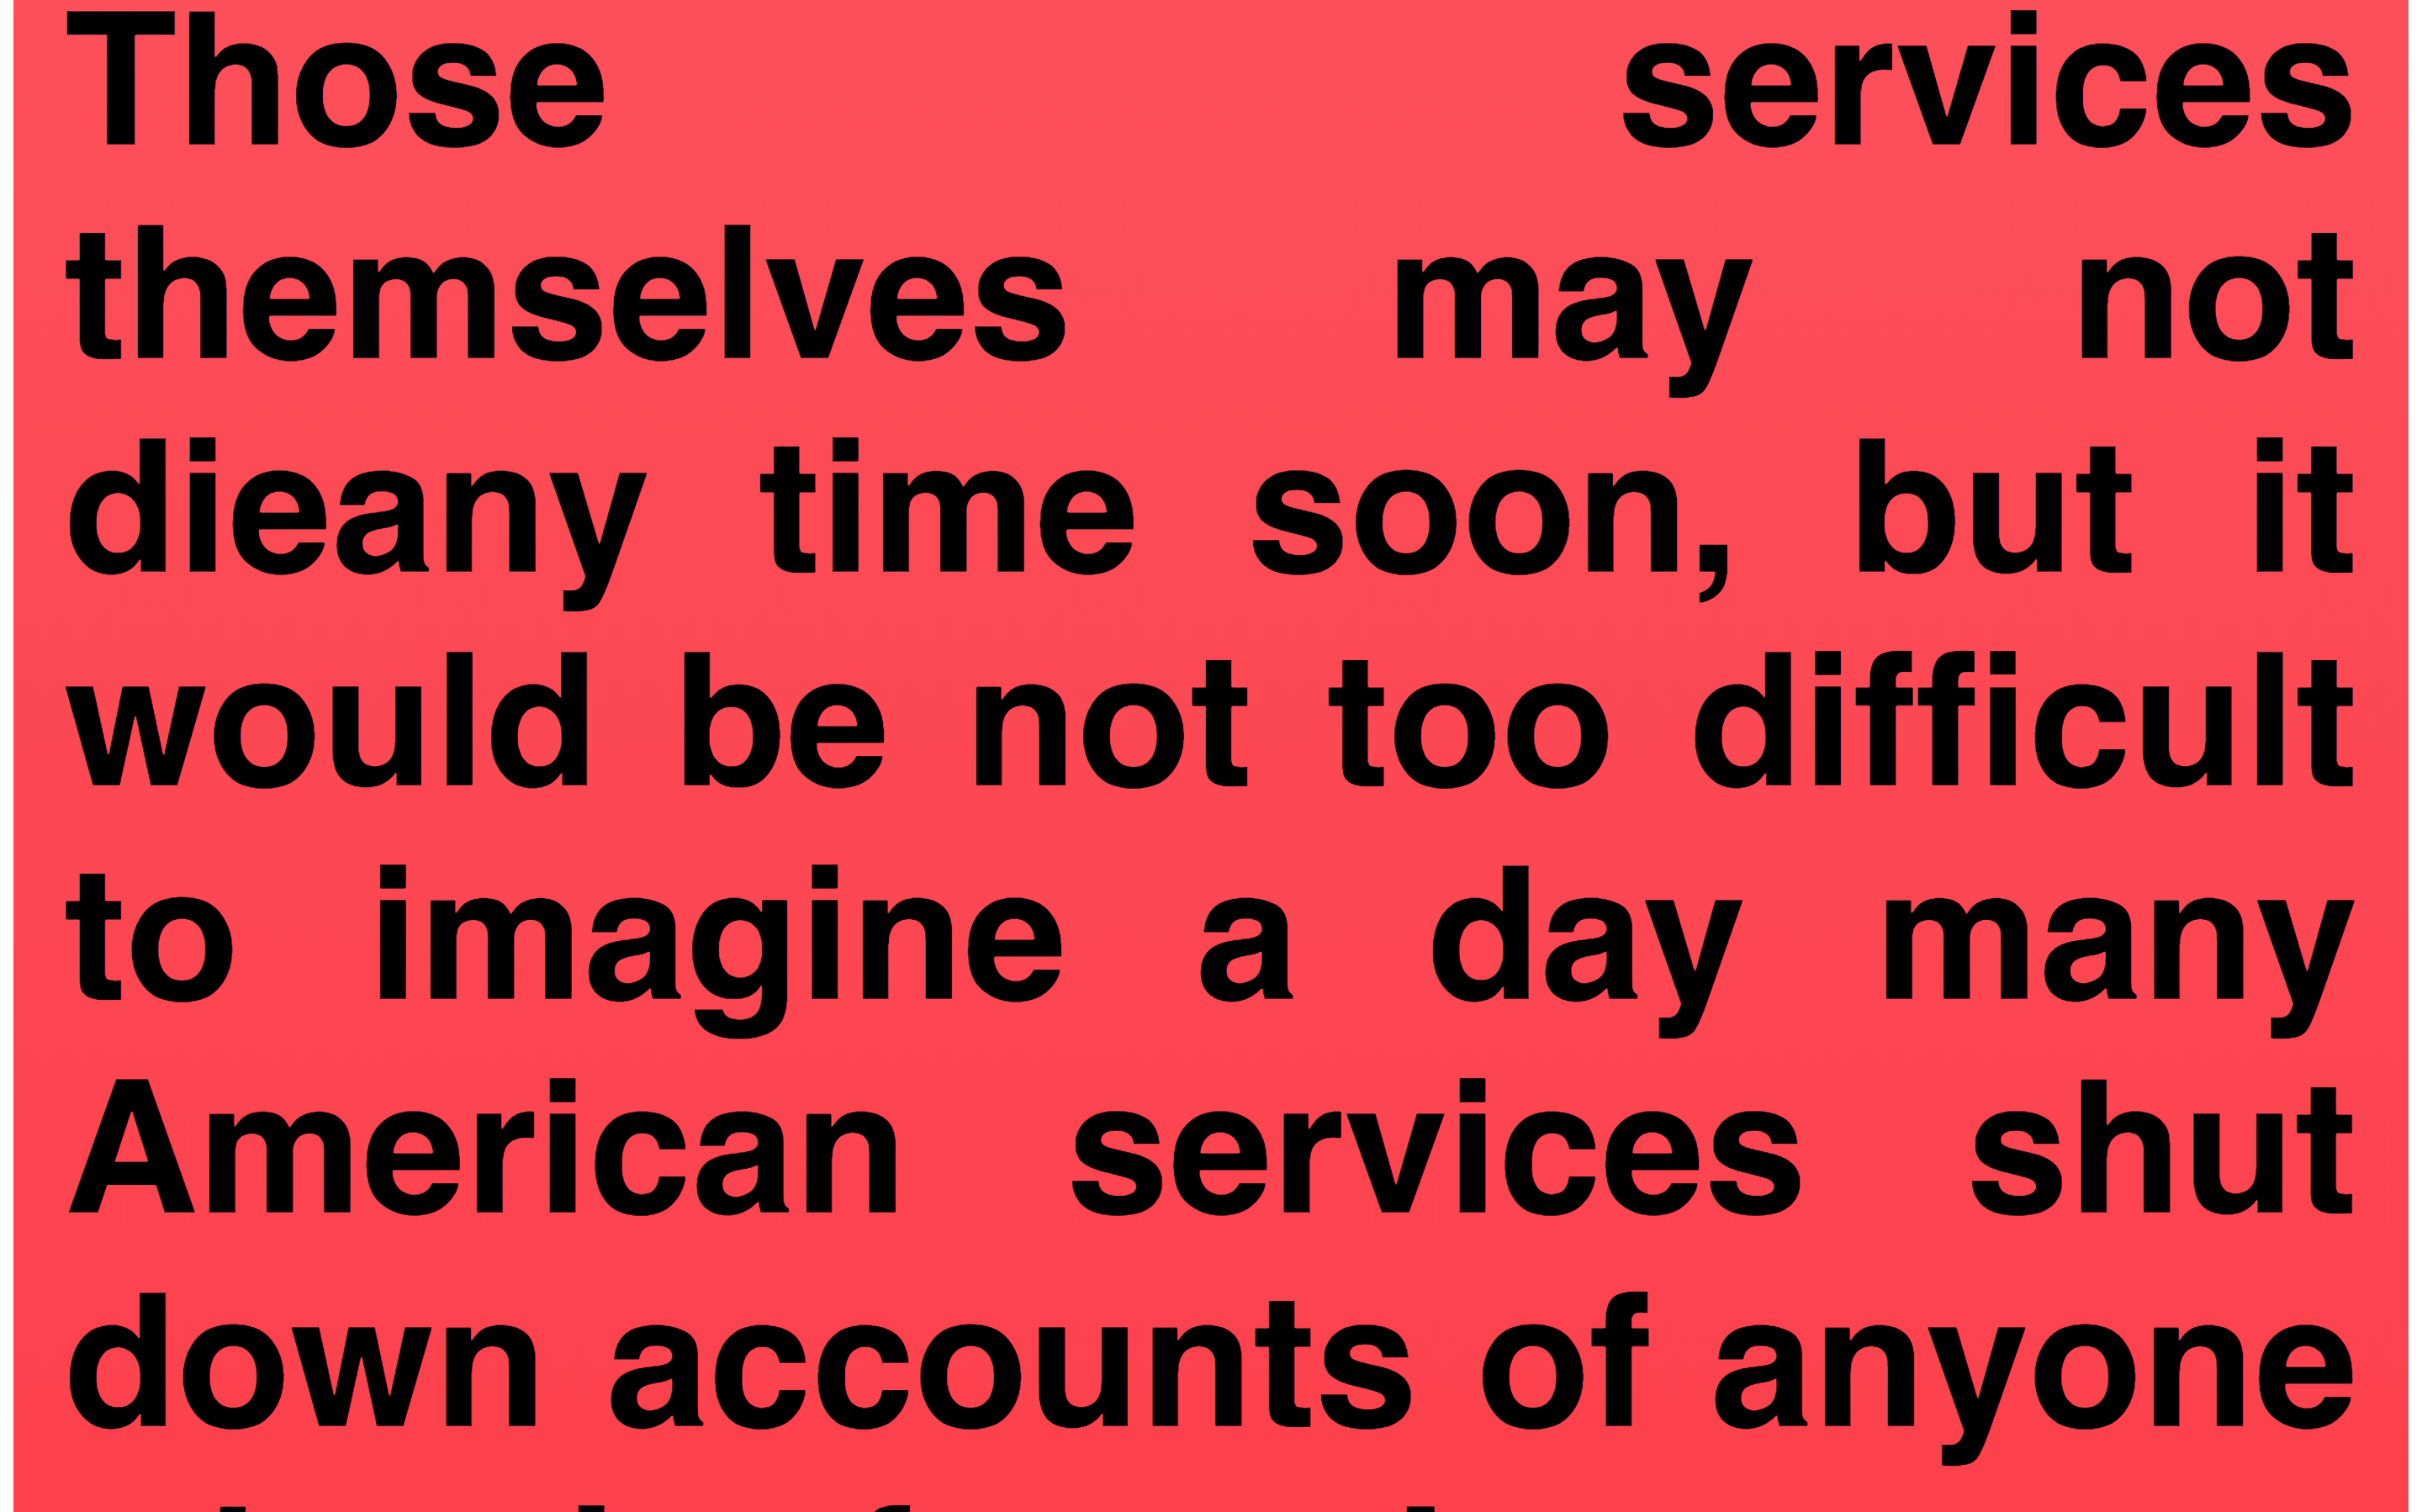 Those services
themselves may not
dieany time soon, but it
would be not too difficult
to imagine a day many
American services shut
down accounts of anyone